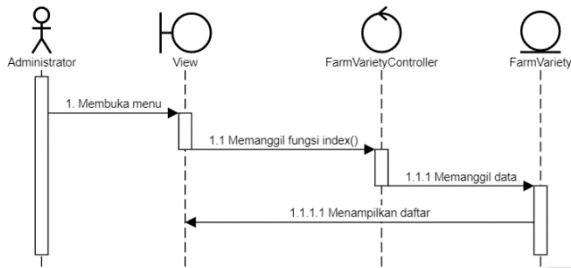 Administrator
View
FarmVarietyController
FarmVariety
1. Membuka menu
1.1 Memanggil fungsi index()
1.1.1 Memanggil data
1.1.1.1 Menampilkan daftar